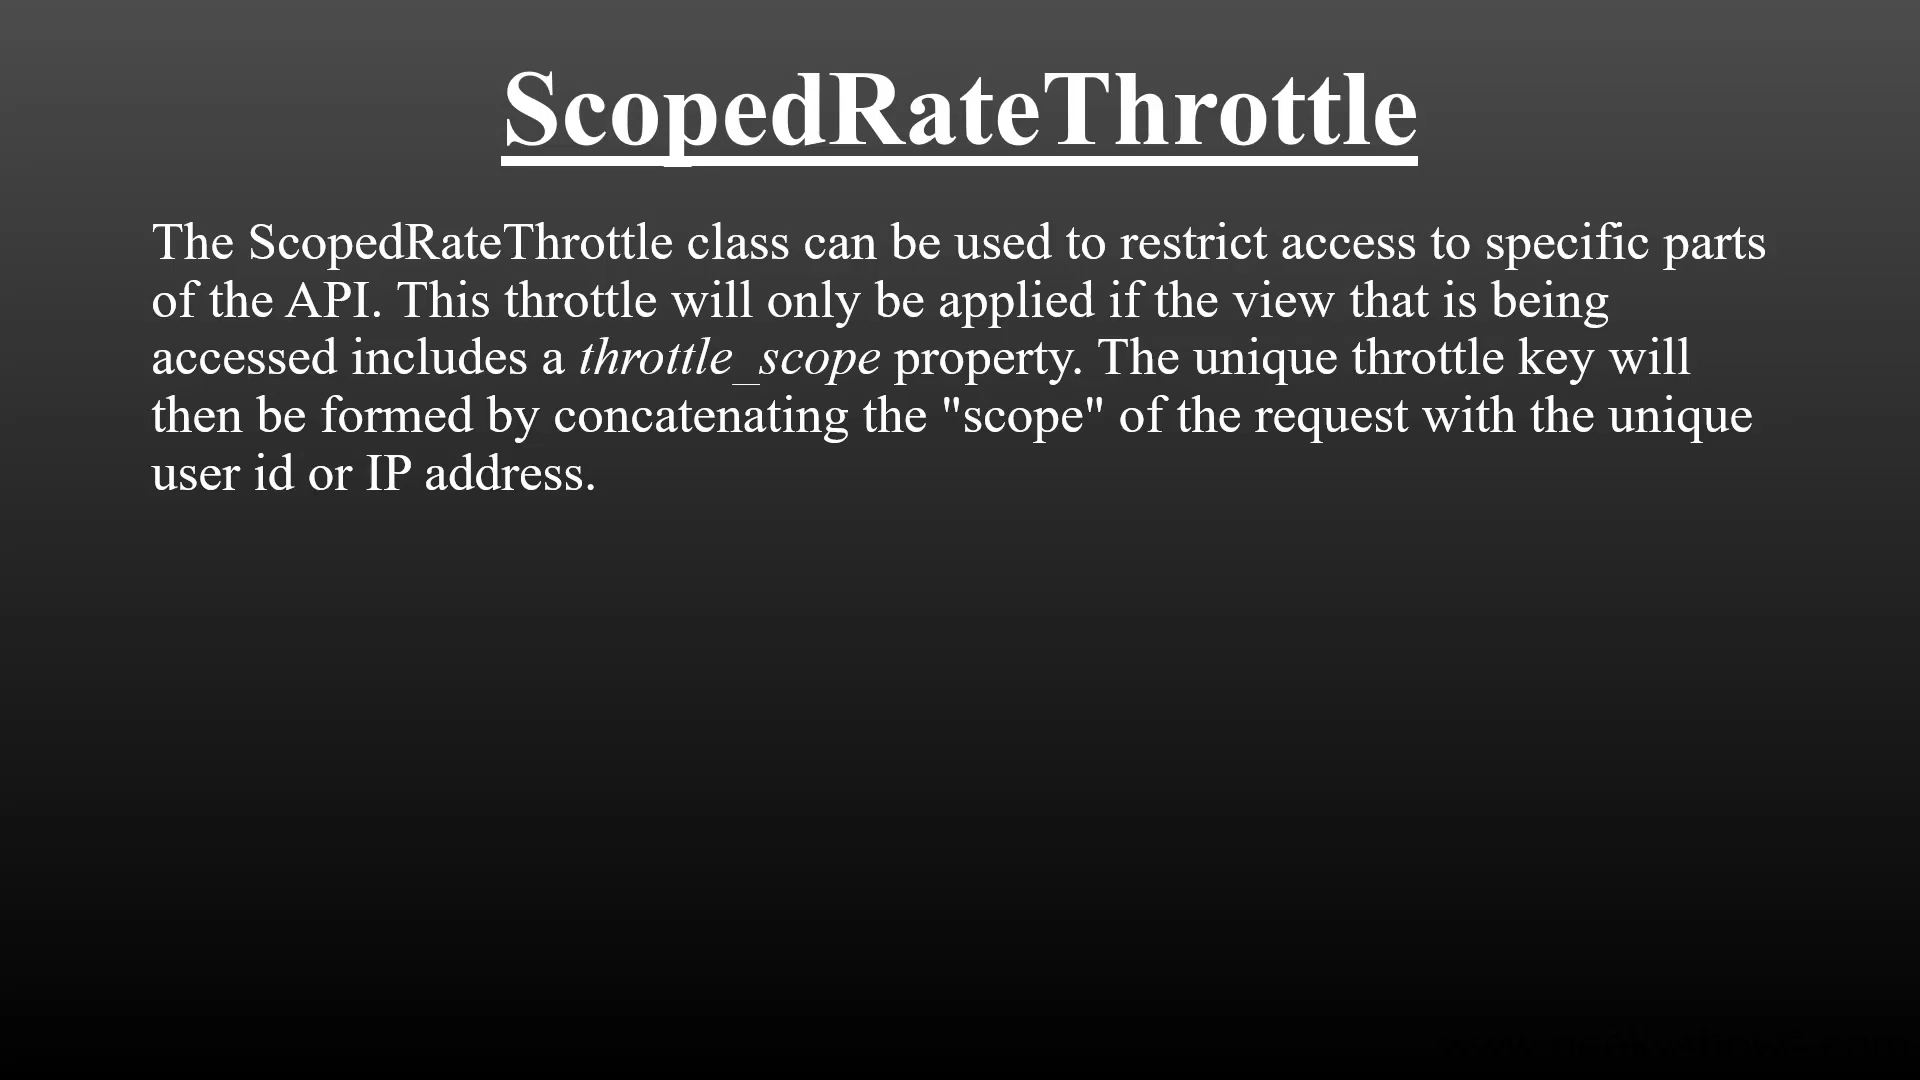 ScopedRateThrottle
The ScopedRateThrottle class can be used to restrict access to specific parts
of the API. This throttle will only be applied if the view that is being
accessed includes a throttle_scope property. The unique throttle key will
then be formed by concatenating the "scope" of the request with the unique
user id or IP address.